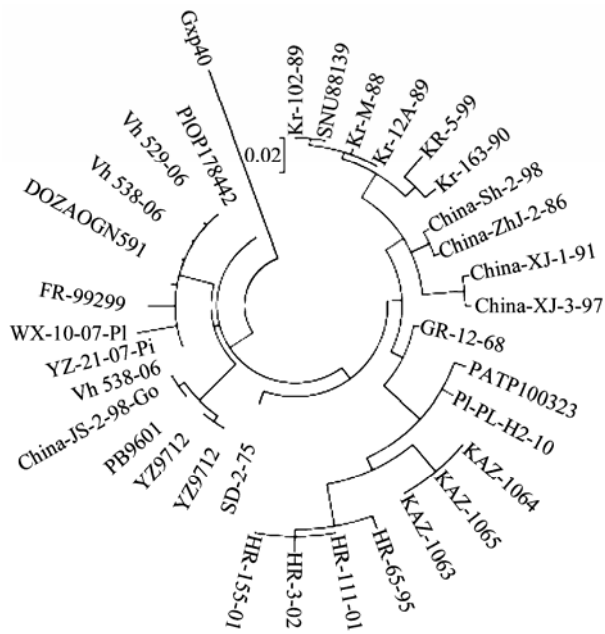 Gxp40
Kr-102-89
SNU88139
Kr-M-88
Kr-12A-89
KR-5-99
Kr-163-90
China-Sh-2-98
China-ZhJ-2-86
China-XJ-1-91
China-XJ-3-97
GR-12-68
PATP100323
Pl-PL-H2-10
KAZ-1064
KAZ-1065
KAZ-1063
HR-65-95
HR-111-01
HR-3-02
HR-155-01
SD-2-75
YZ9712
YZ9712
PB9601
China-JS-2-98-Go
Vh 538-06
YZ-21-07-Pi
WX-10-07-Pl
FR-99299
DOZAOGN591
Vh 538-06
Vh 529-06
PIOP178442
0.02